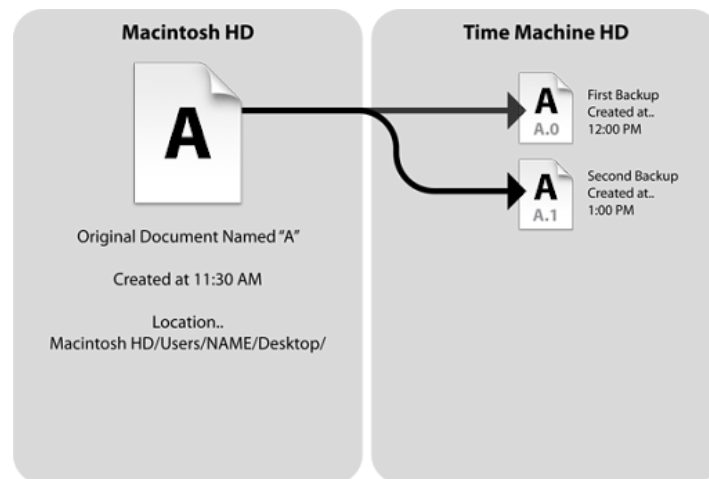 Macintosh HD
A
Original Document Named “A”
Created at 11:30 AM
Location..
Macintosh HD/Users/NAME/Desktop/
Time Machine HD
A
A.0
First Backup
Created at..
12:00 PM
A
A.1
Second Backup
Created at..
1:00 PM